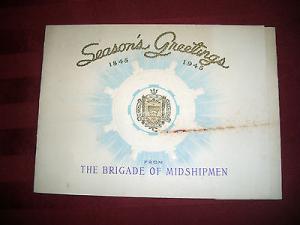 Season's Greetings
1845 1945
FROM
THE BRIGADE OF MIDSHIPMEN